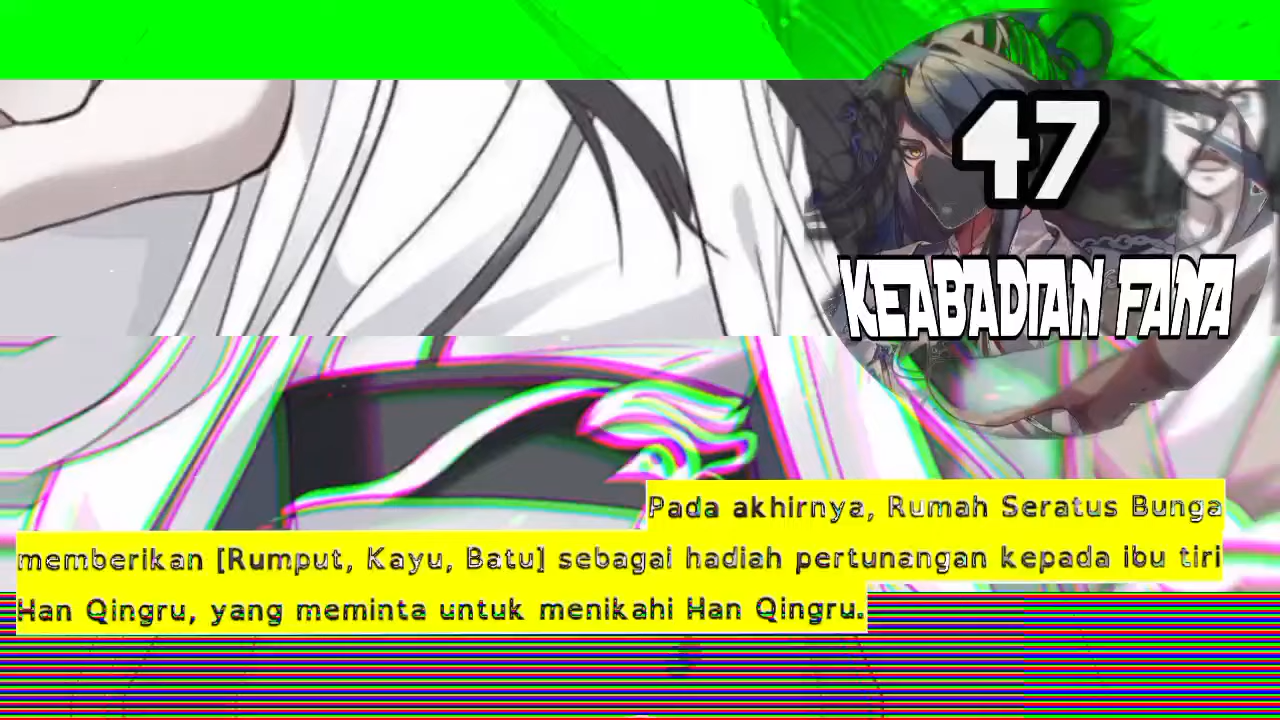 47
KEABADIAN FANA
Pada akhirnya, Rumah Seratus Bunga
memberikan [Rumput, Kayu, Batu] sebagai hadiah pertunangan kepada ibu tiri
Han Qingru, yang meminta untuk menikahi Han Qingru.